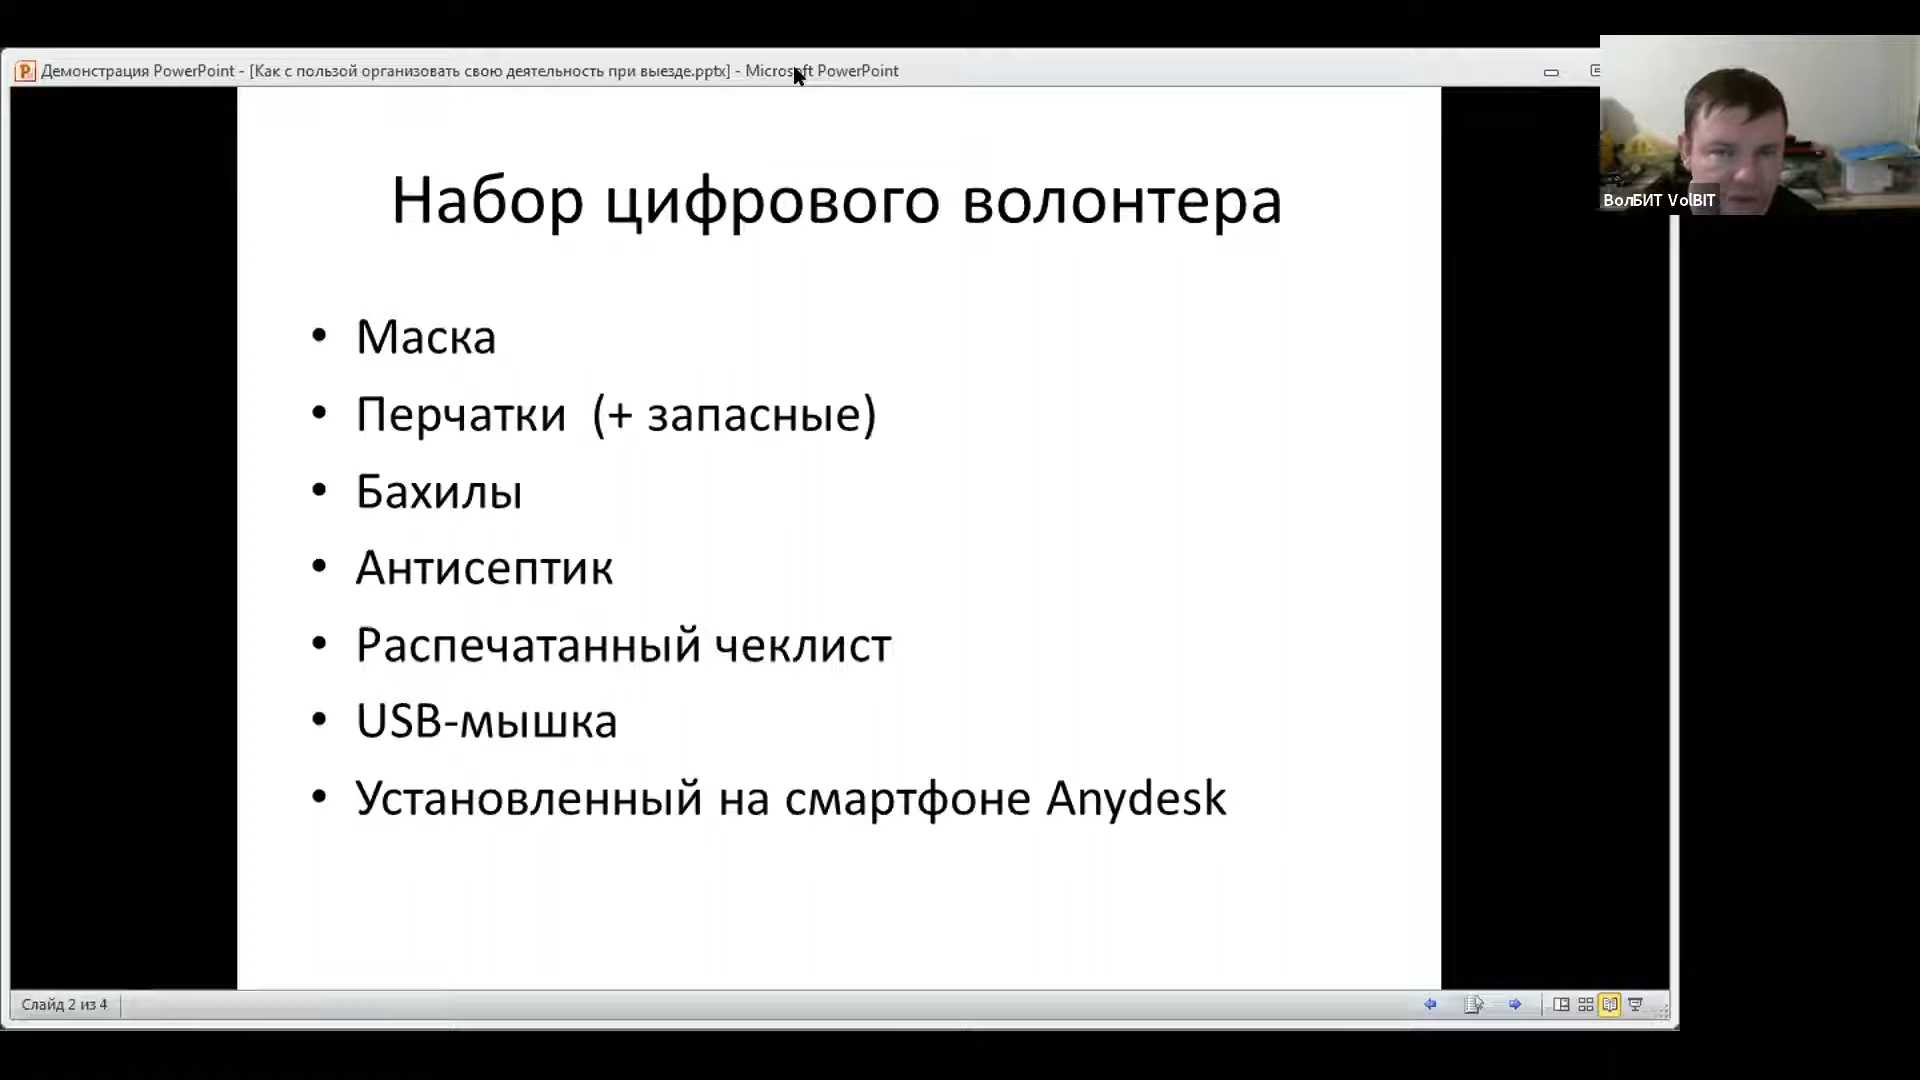 Демонстрация PowerPoint - [Как с пользой организовать свою деятельность при выезде.pptx] - Microsoft PowerPoint
ВолБИТ VolBIT
Набор цифрового волонтера
• Маска
• Перчатки (+ запасные)
• Бахилы
• Антисептик
• Распечатанный чеклист
• USB-мышка
• Установленный на смартфоне Anydesk
Слайд 2 из 4